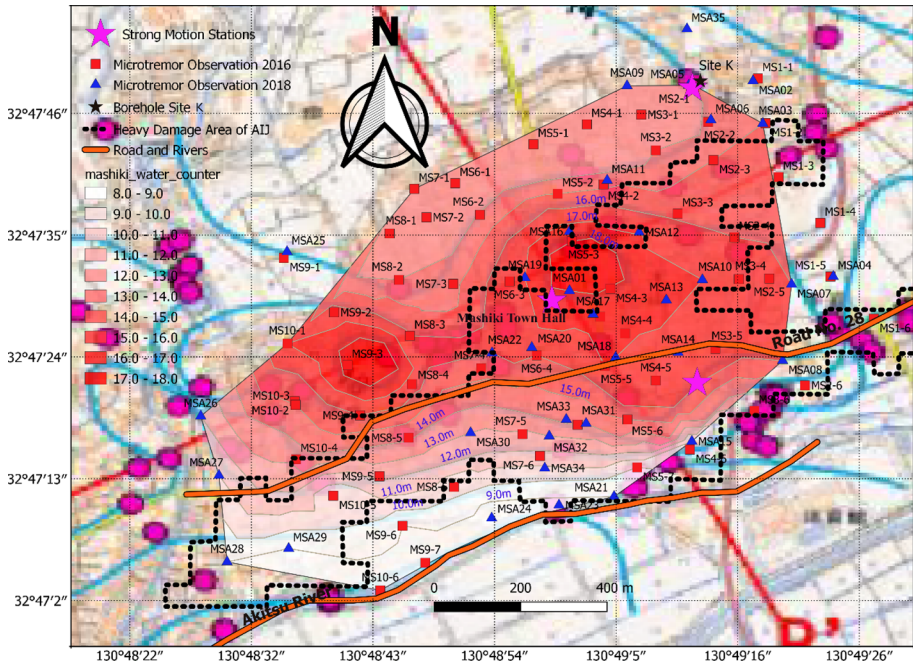 N
Strong Motion Stations
Microtremor Observation 2016
Microtremor Observation 2018
Borehole Site K
Heavy Damage Area of AIJ
Road and Rivers
mashiki_water_counter
8.0 - 9.0
9.0 - 10.0
10.0 - 11.0
11.0 - 12.0
12.0 - 13.0
13.0 - 14.0
14.0 - 15.0
15.0 - 16.0
16.0 - 17.0
17.0 - 18.0
MSA35
Site K
MSA09
MSA05
MS1-1
MSA02
MS2-1
MSA06
MSA03
MS4-1
MS3-1
MS2-2
MS5-1
MS3-2
MS2-3
MS1-3
MS7-1
MS6-1
MS5-2
MSA11
MS4-2
16.0m
MS6-2
MS7-2
17.0m
MS3-3
MS1-4
MS8-1
MSA12
MS2-4
MSA25
MS9-1
MS5-3
MS8-2
MSA19
MS7-3
MS6-3
MSA01
MSA17
MS4-3
MSA13
MSA10
MS3-4
MS2-5
MS1-5
MSA04
MSA07
MS9-2
Mashiki Town Hall
MS10-1
MS8-3
MS4-4
Road No. 28
MS1-6
MS9-3
MSA22
MSA20
MSA18
MSA14
MS3-5
MS8-4
MS6-4
MS5-5
MS4-5
MSA08
MS2-6
15.0m
MSA26
MS10-3
MS10-2
14.0m
MS8-5
13.0m
MSA30
MS7-5
MSA33
MSA31
MS5-6
MSA15
MS10-4
12.0m
MSA32
MS7-6
MSA34
MSA27
MS9-5
11.0m
10.0m
9.0m
MSA21
MSA23
MSA24
MS9-6
MSA28
MSA29
MS9-7
MS10-6
Akitsu River
0 200 400 m
D'
32°47'46
32°47'35
32°47'24
32°47'13
32°47'2
130°48'22 130°48'32 130°48'43 130°48'54 130°49'5 130°49'16 130°49'26